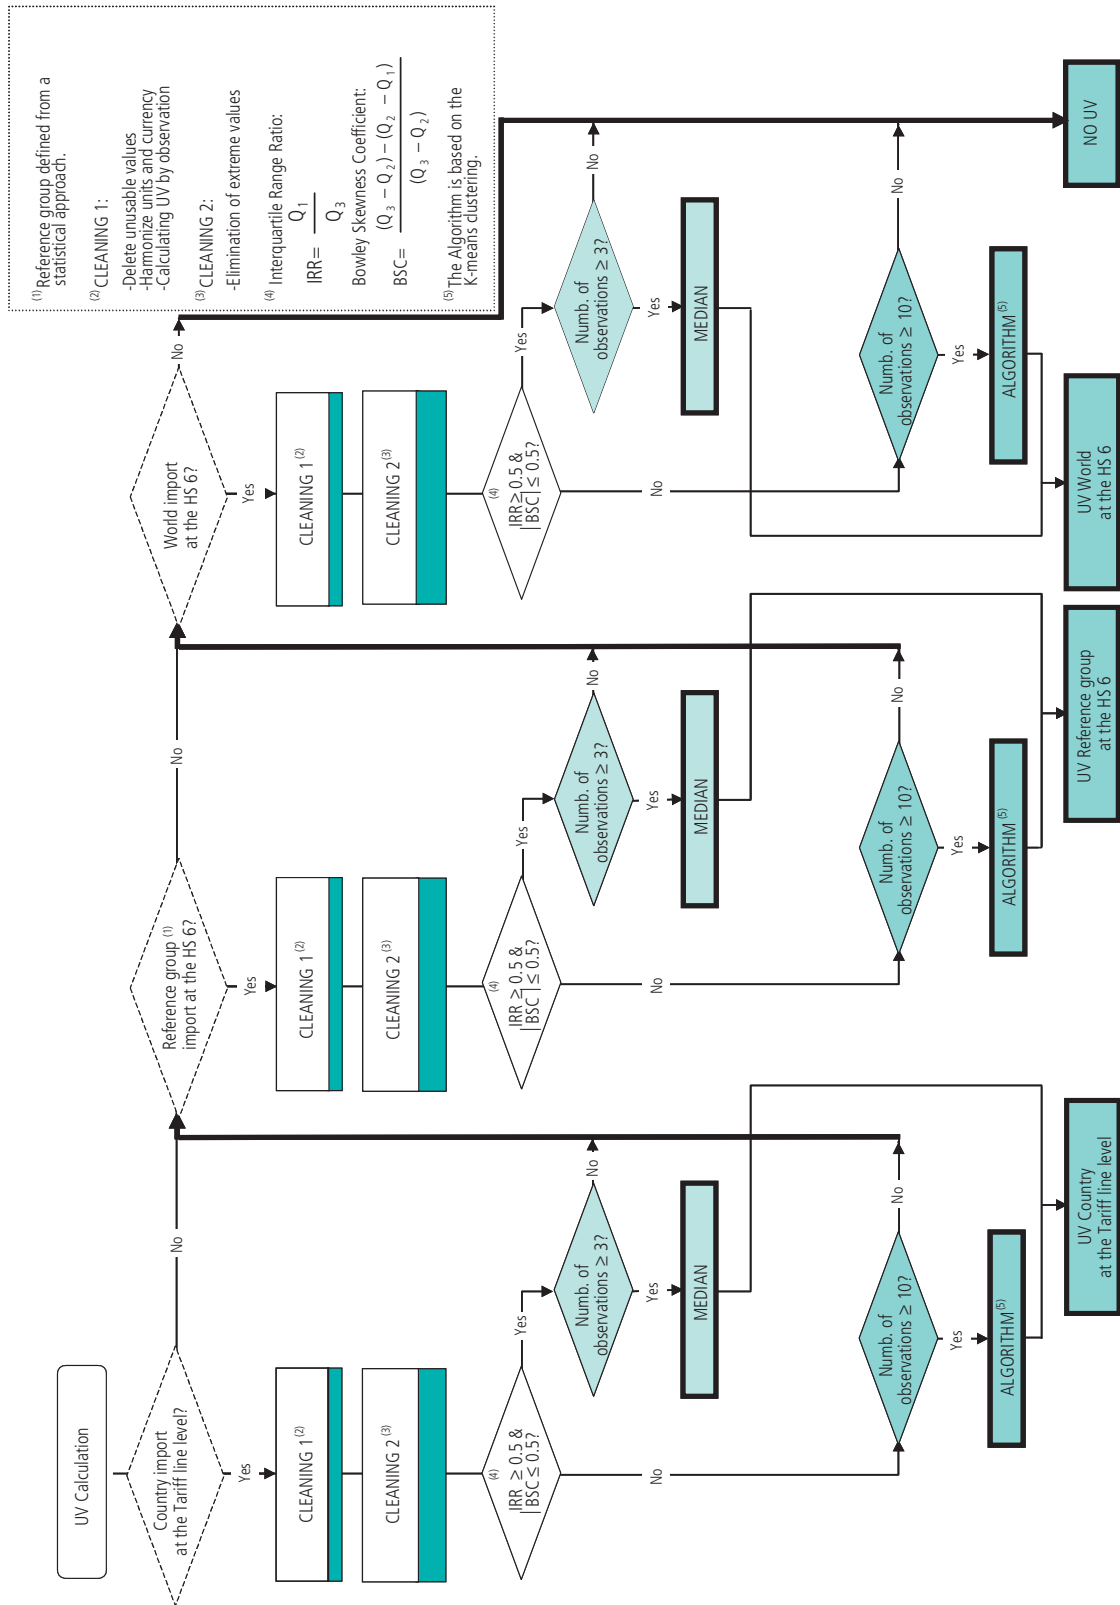 UV Calculation
Country import
at the Tariff line level?
No
Yes
CLEANING 1 (2)
CLEANING 2 (3)
(4)
IRR ≥ 0.5 &
|BSC ≤ 0.5?
Yes
No
Numb. of
observations ≥ 3?
No
Yes
MEDIAN
Numb. of
observations ≥ 10?
No
Yes
ALGORITHM (5)
UV Country
at the Tariff line level
Reference group (1)
import at the HS 6?
No
Yes
CLEANING 1 (2)
CLEANING 2 (3)
(4)
IRR ≥ 0.5 &
|BSC| ≤ 0.5?
Yes
No
Numb. of
observations ≥ 3?
No
Yes
MEDIAN
Numb. of
observations ≥ 10?
No
Yes
ALGORITHM (5)
UV Reference group
at the HS 6
World import
at the HS 6?
No
Yes
CLEANING 1 (2)
CLEANING 2 (3)
(4)
IRR ≥ 0.5 &
|BSC| ≤ 0.5?
Yes
No
Numb. of
observations ≥ 3?
No
Yes
MEDIAN
Numb. of
observations ≥ 10?
No
Yes
ALGORITHM (5)
UV World
at the HS 6
NO UV
(1) Reference group defined from a
statistical approach.
(2) CLEANING 1:
-Delete unusable values
-Harmonize units and currency
-Calculating UV by observation
(3) CLEANING 2:
-Elimination of extreme values
(4) Interquartile Range Ratio:
IRR= Q1 / Q3
Bowley Skewness Coefficient:
BSC= (Q3 – Q2) – (Q2 – Q1) / (Q3 – Q2)
(5) The Algorithm is based on the
K-means clustering.